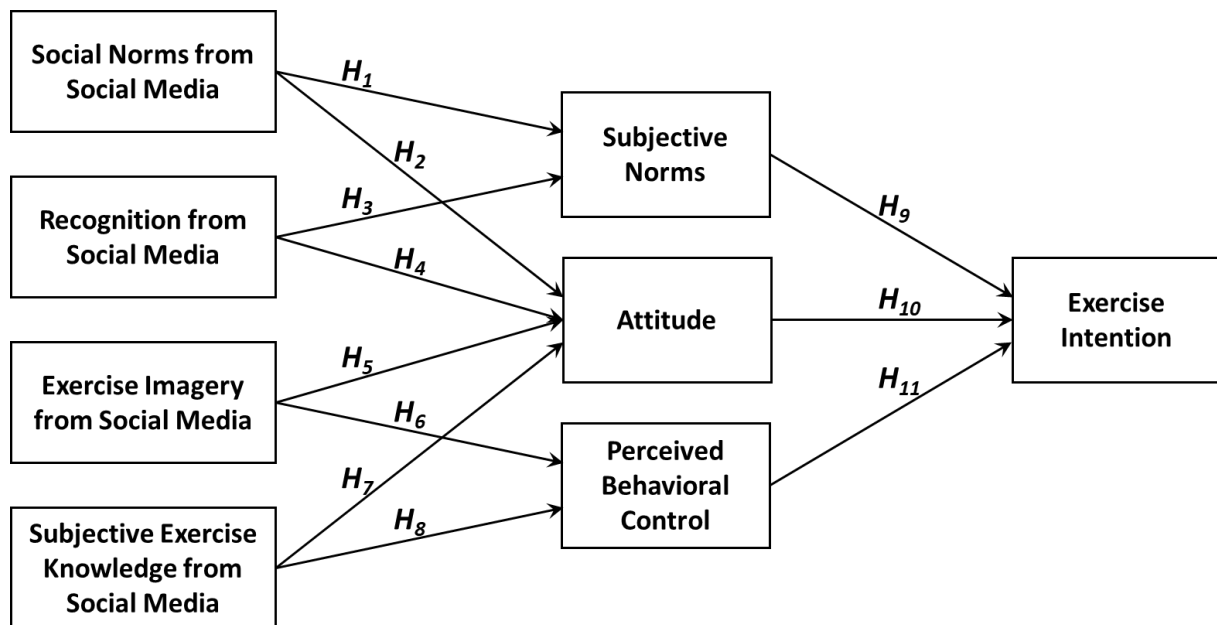 Social Norms from
Social Media
Recognition from
Social Media
Exercise Imagery
from Social Media
Subjective Exercise
Knowledge from
Social Media
H1
H2
H3
H4
H5
H6
H7
H8
Subjective
Norms
Attitude
Perceived
Behavioral
Control
H9
H10
H11
Exercise
Intention